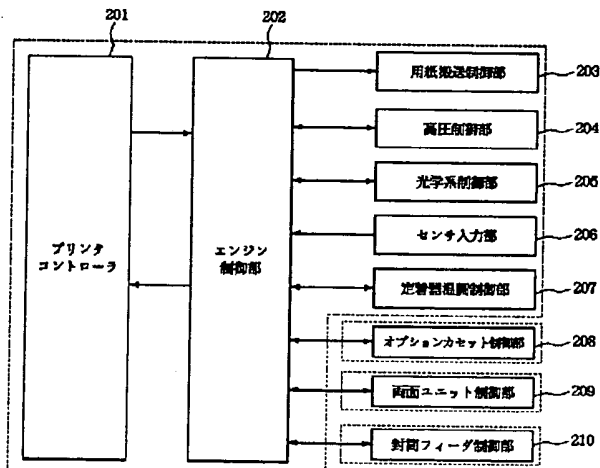 201
202
用紙搬送制御部
203
高圧制御部
204
光学系制御部
205
センサ入力部
206
プリンタ
コントローラ
エンジン
制御部
定着器温度制御部
207
オプションカセット制御部
208
両面ユニット制御部
209
封筒フィーダ制御部
210